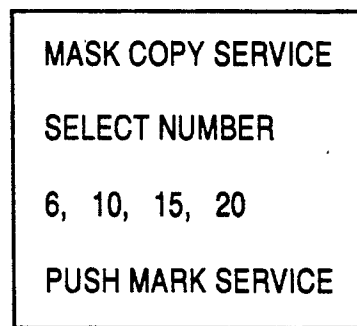 MASK COPY SERVICE
SELECT NUMBER
6, 10, 15, 20
PUSH MARK SERVICE